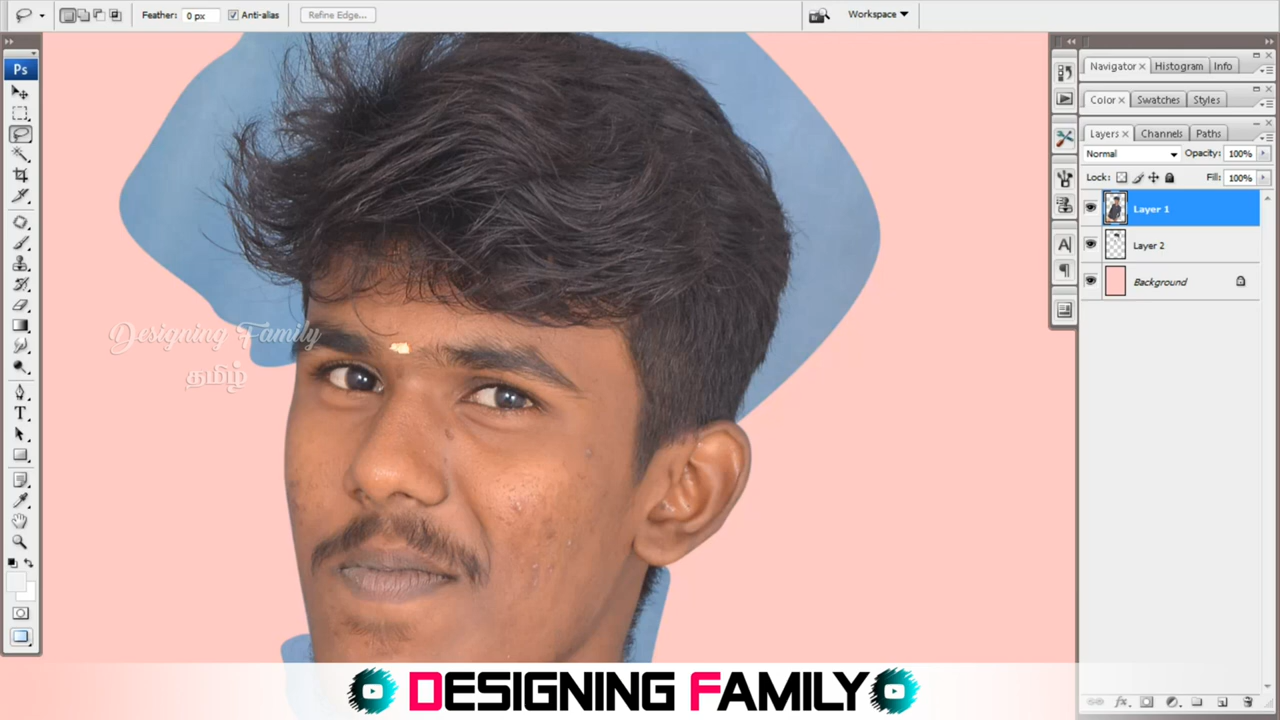 Feather: 0 px Anti-alias Refine Edge... Workspace
Ps
Navigator Histogram Info
Color Swatches Styles
Layers Channels Paths
Normal Opacity: 100%
Lock: Fill: 100%
Layer 1
Layer 2
Background
Designing Family
தமிழ்
DESIGNING FAMILY